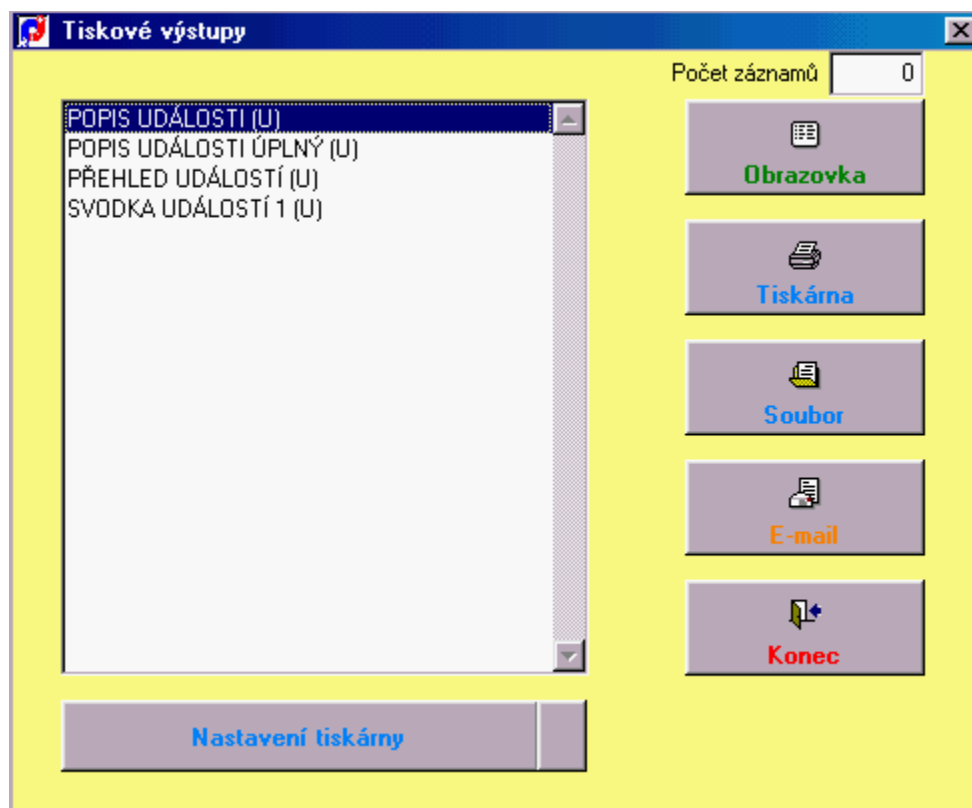 Tiskové výstupy
Počet záznamů 0
POPIS UDÁLOSTI (U)
POPIS UDÁLOSTI ÚPLNÝ (U)
PŘEHLED UDÁLOSTÍ (U)
SVODKA UDÁLOSTÍ 1 (U)
Obrazovka
Tiskárna
Soubor
E-mail
Konec
Nastavení tiskárny